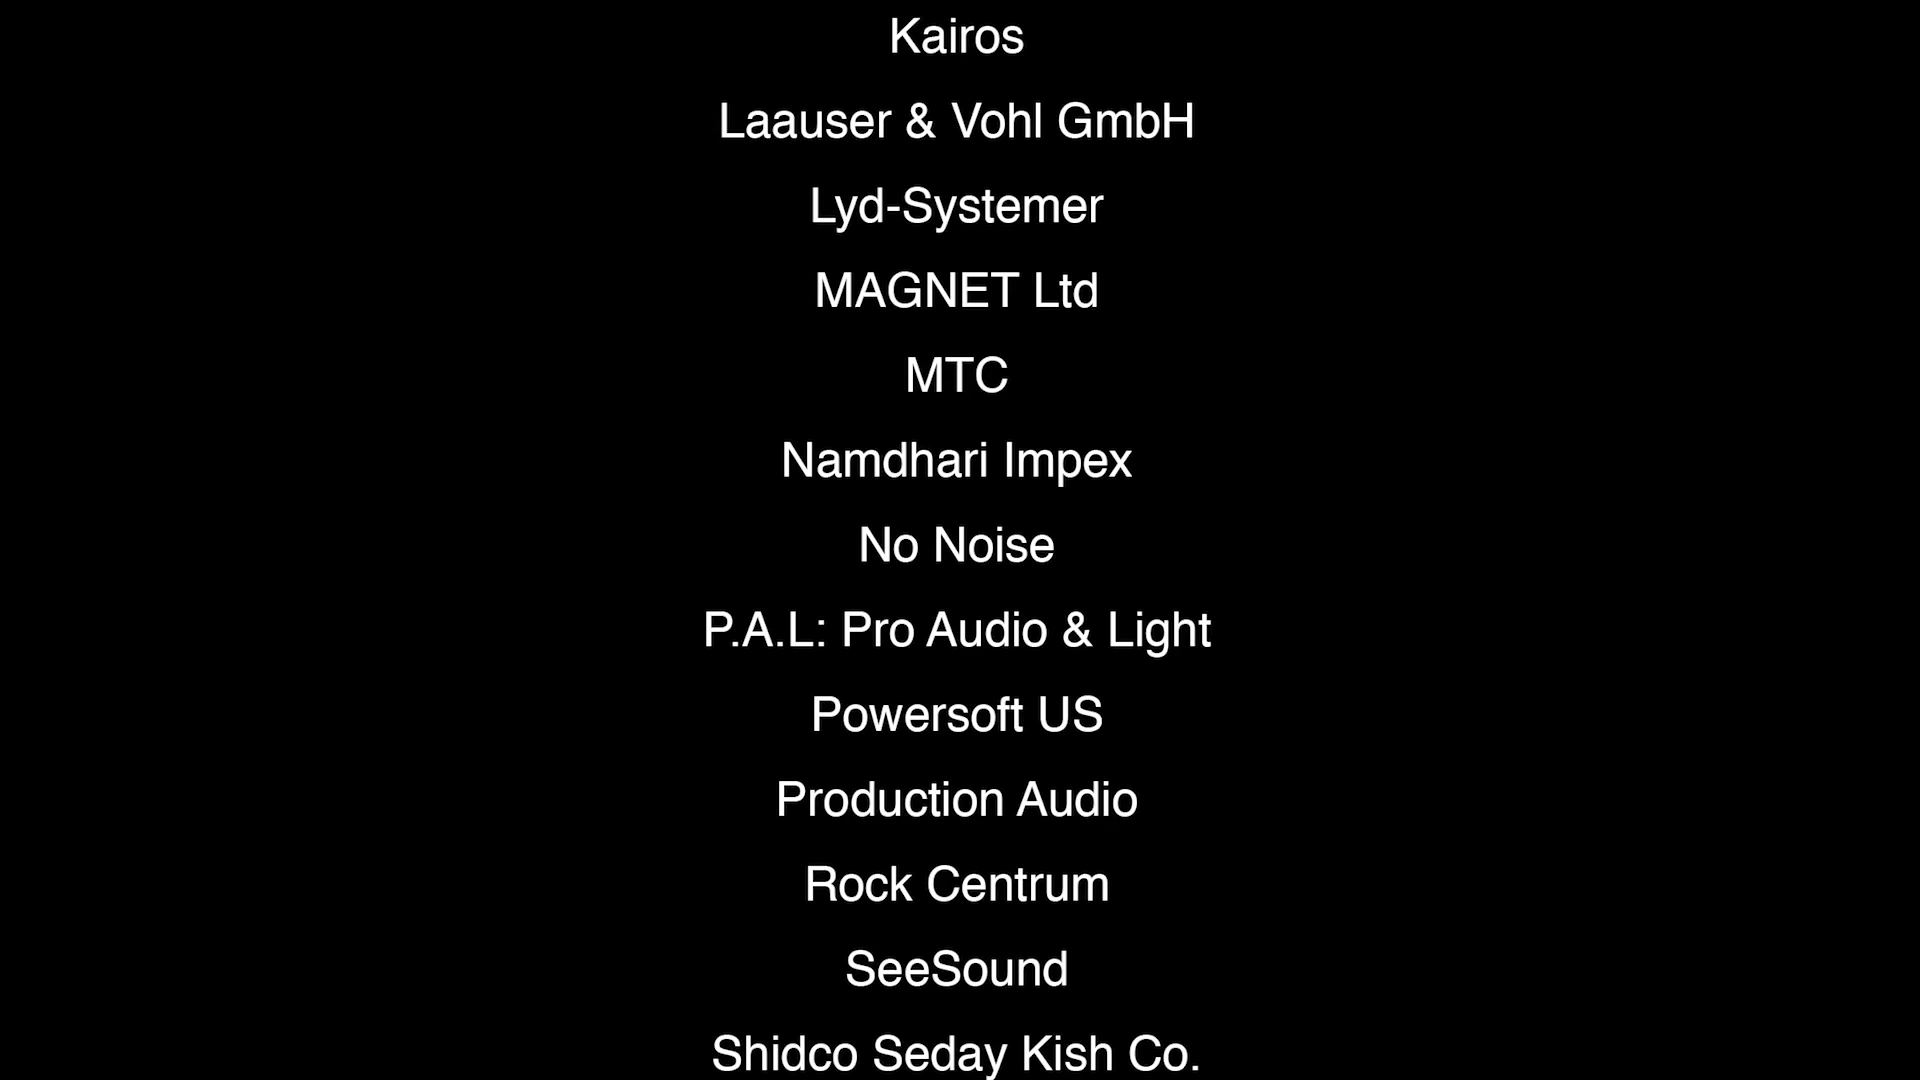 Kairos
Laauser & Vohl GmbH
Lyd-Systemer
MAGNET Ltd
MTC
Namdhari Impex
No Noise
P.A.L: Pro Audio & Light
Powersoft US
Production Audio
Rock Centrum
SeeSound
Shidco Seday Kish Co.